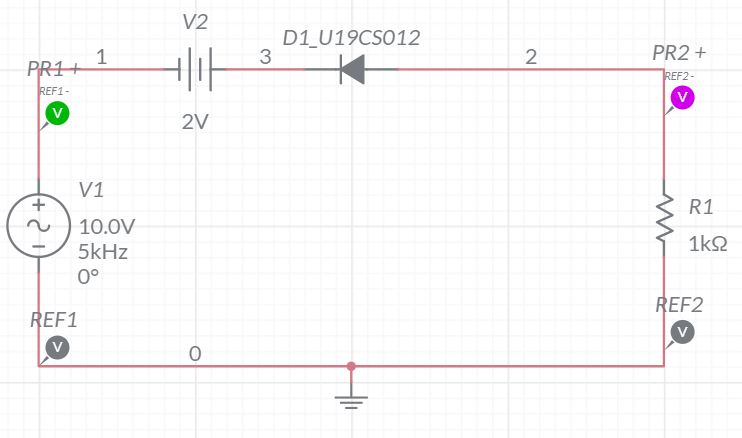 V2
D1_U19CS012
1
3
2
PR1 +
REF1 -
V
2V
PR2 +
REF2 -
V
V1
+
10.0V
5kHz
0°
R1
1kΩ
REF1
V
0
REF2
V